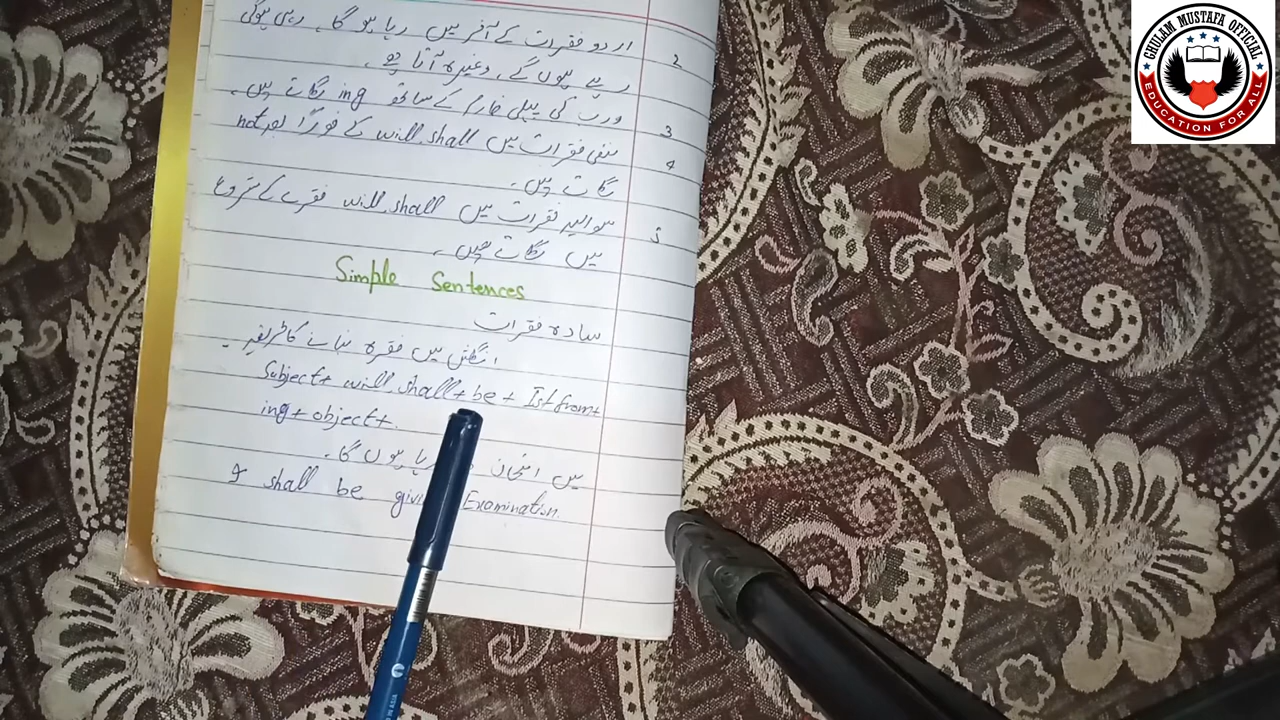 2 اردو فقرات کے آخر میں رہا ہو گا، رہی ہوگی
رہے ہوں گے، وغیرہ آتا ہے۔
3 ورب کی پہلی فارم کے ساتھ ing لگاتے ہیں۔
4 منفی فقرات میں will, shall کے فوراً بعد not
لگاتے ہیں۔
5 سوالیہ فقرات میں will, shall فقرے کے شروع
میں لگاتے ہیں۔
Simple Sentences
سادہ فقرات
انگلش میں فقرہ بنانے کا طریقہ۔
Subject+ will, shall + be + Ist from+
ing+ object+.
میں امتحان رہا ہوں گا۔
I shall be givi Examination.
GHULAM MUSTAFA OFFICIAL
EDUCATION FOR ALL